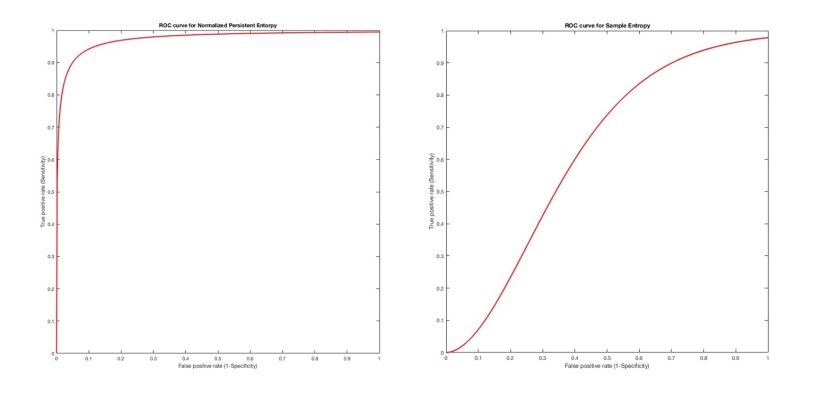 ROC curve for Normalized Persistent Entorpy
1
0.9
0.8
0.7
0.6
0.5
0.4
0.3
0.2
0.1
0
True positive rate (Sensitivity)
0 0.1 0.2 0.3 0.4 0.5 0.6 0.7 0.8 0.9 1
False positive rate (1-Specificity)
ROC curve for Sample Entropy
1
0.9
0.8
0.7
0.6
0.5
0.4
0.3
0.2
0.1
0
True positive rate (Sensitivity)
0 0.1 0.2 0.3 0.4 0.5 0.6 0.7 0.8 0.9 1
False positive rate (1-Specificity)